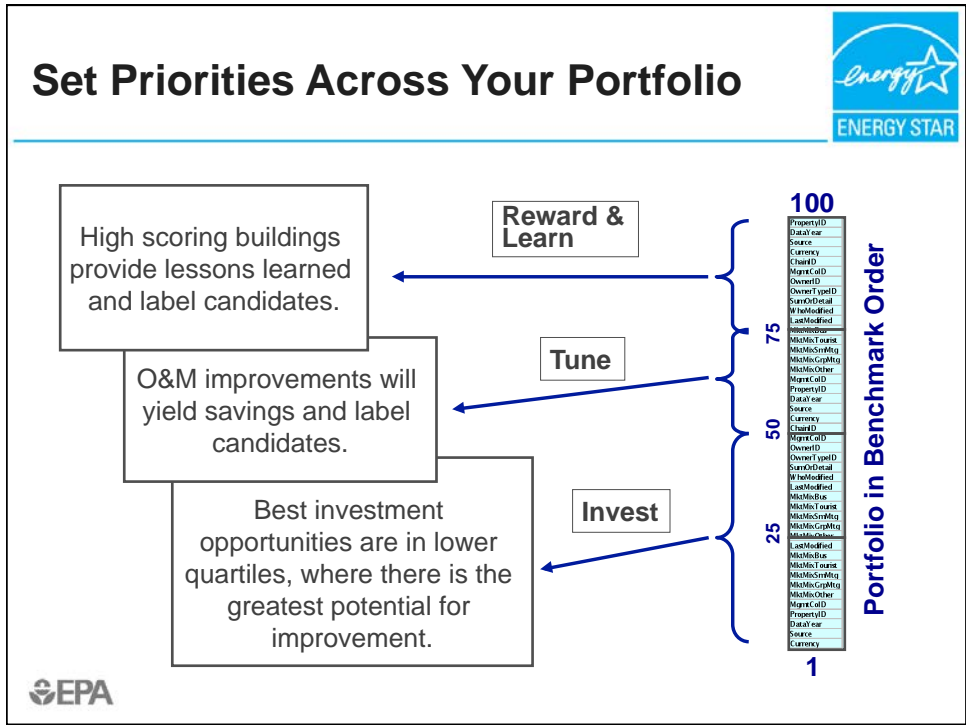 Set Priorities Across Your Portfolio
energy
ENERGY STAR
High scoring buildings
provide lessons learned
and label candidates.
O&M improvements will
yield savings and label
candidates.
Best investment
opportunities are in lower
quartiles, where there is the
greatest potential for
improvement.
Reward &
Learn
Tune
Invest
100
75
50
25
1
PropertyID
DataYear
Source
Currency
ChainID
MgmtCoID
OwnerID
OwnerTypeID
SumOrDetail
WhoModified
LastModified
MktMixBus
MktMixTourist
MktMixSmMtg
MktMixGrpMtg
MktMixOther
MgmtCoID
PropertyID
DataYear
Source
Currency
ChainID
MgmtCoID
OwnerID
OwnerTypeID
SumOrDetail
WhoModified
LastModified
MktMixBus
MktMixTourist
MktMixSmMtg
MktMixGrpMtg
MktMixOther
LastModified
MktMixBus
MktMixTourist
MktMixSmMtg
MktMixGrpMtg
MktMixOther
MgmtCoID
PropertyID
DataYear
Source
Currency
Portfolio in Benchmark Order
EPA